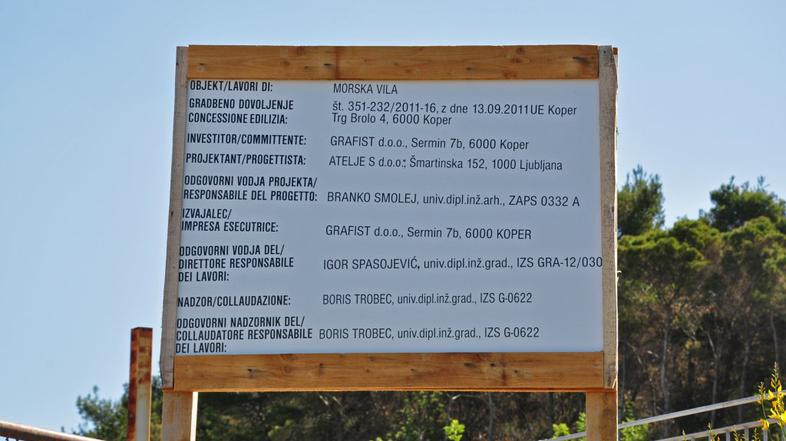 OBJEKT/LAVORI DI: MORSKA VILA
GRADBENO DOVOLJENJE št. 351-232/2011-16, z dne 13.09.2011UE Koper
CONCESSIONE EDILIZIA: Trg Brolo 4, 6000 Koper
INVESTITOR/COMMITTENTE: GRAFIST d.o.o., Sermin 7b, 6000 Koper
PROJEKTANT/PROGETTISTA: ATELJE S d.o.o.; Šmartinska 152, 1000 Ljubljana
ODGOVORNI VODJA PROJEKTA/
RESPONSABILE DEL PROGETTO: BRANKO SMOLEJ, univ.dipl.inž.arh., ZAPS 0332 A
IZVAJALEC/
IMPRESA ESECUTRICE: GRAFIST d.o.o., Sermin 7b, 6000 KOPER
ODGOVORNI VODJA DEL/
DIRETTORE RESPONSABILE IGOR SPASOJEVIĆ, univ.dipl.inž.grad., IZS GRA-12/030
DEI LAVORI:
NADZOR/COLLAUDAZIONE: BORIS TROBEC, univ.dipl.inž.grad., IZS G-0622
ODGOVORNI NADZORNIK DEL/
COLLAUDATORE RESPONSABILE BORIS TROBEC, univ.dipl.inž.grad., IZS G-0622
DEI LAVORI: